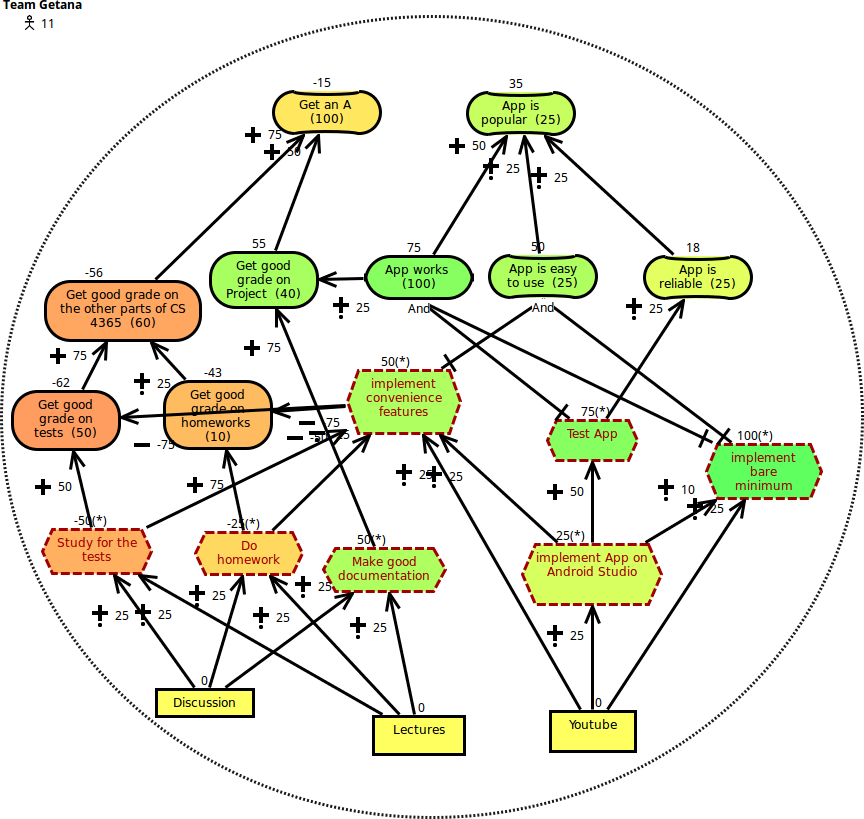 Team Getana
11
-15
Get an A
(100)
35
App is
popular (25)
75
50
50
25
25
-56
Get good grade on
the other parts of CS
4365 (60)
55
Get good
grade on
Project (40)
75
App works
(100)
50
App is easy
to use (25)
18
App is
reliable (25)
25
And
And
25
75
75
25
-62
Get good
grade on
tests (50)
-43
Get good
grade on
homeworks
(10)
50(*)
implement
convenience
features
75(*)
Test App
100(*)
implement
bare
minimum
-75
75
-50
25
25
25
50
75
50
10
25
-50(*)
Study for the
tests
-25(*)
Do
homework
50(*)
Make good
documentation
25(*)
implement App on
Android Studio
25
25
25
25
25
25
25
0
Discussion
0
Lectures
0
Youtube